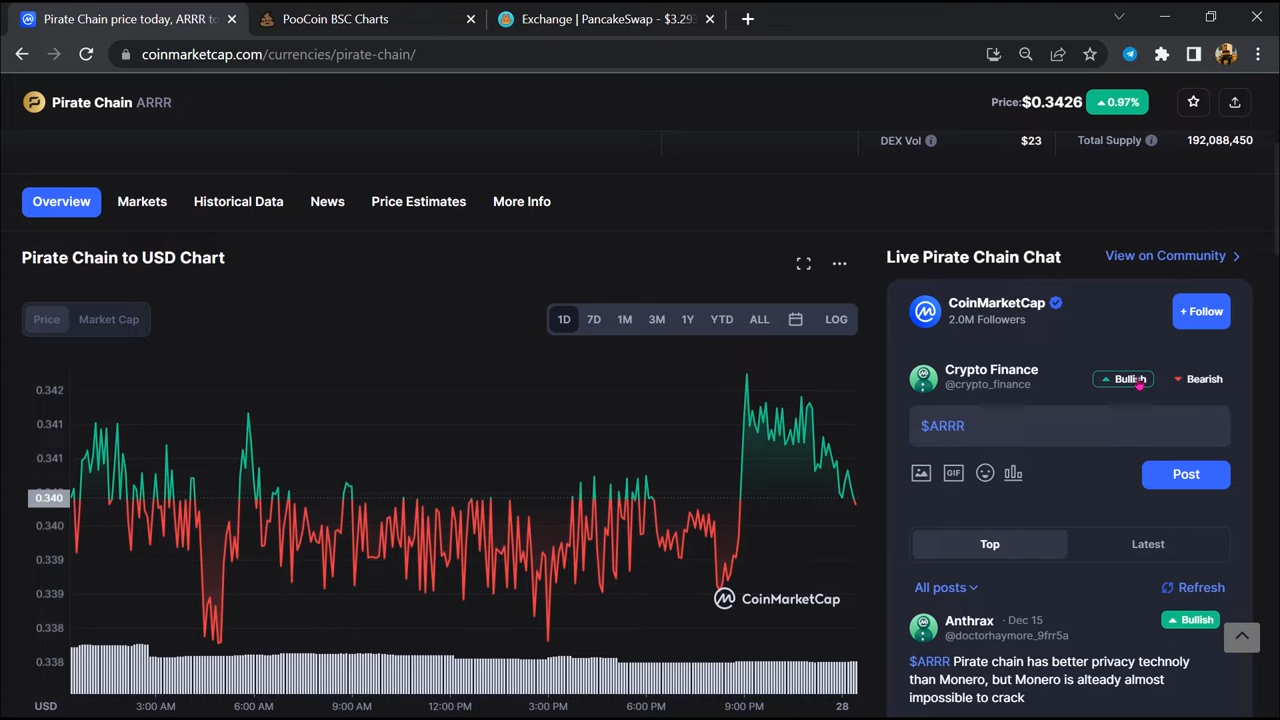 Pirate Chain price today, ARRR to
PooCoin BSC Charts
Exchange | PancakeSwap - $3.293
coinmarketcap.com/currencies/pirate-chain/
Pirate Chain ARRR
Price: $0.3426 0.97%
DEX Vol $23 Total Supply 192,088,450
Overview Markets Historical Data News Price Estimates More Info
Pirate Chain to USD Chart
Price Market Cap
1D 7D 1M 3M 1Y YTD ALL LOG
0.342
0.341
0.341
0.340
0.340
0.339
0.339
0.338
0.338
CoinMarketCap
USD 3:00 AM 6:00 AM 9:00 AM 12:00 PM 3:00 PM 6:00 PM 9:00 PM 28
Live Pirate Chain Chat View on Community
CoinMarketCap
2.0M Followers
+ Follow
Crypto Finance
@crypto_finance
Bullish Bearish
$ARRR
GIF
Post
Top Latest
All posts Refresh
Anthrax · Dec 15 Bullish
@doctorhaymore_9frr5a
$ARRR Pirate chain has better privacy technoly
than Monero, but Monero is aleady almost
impossible to crack